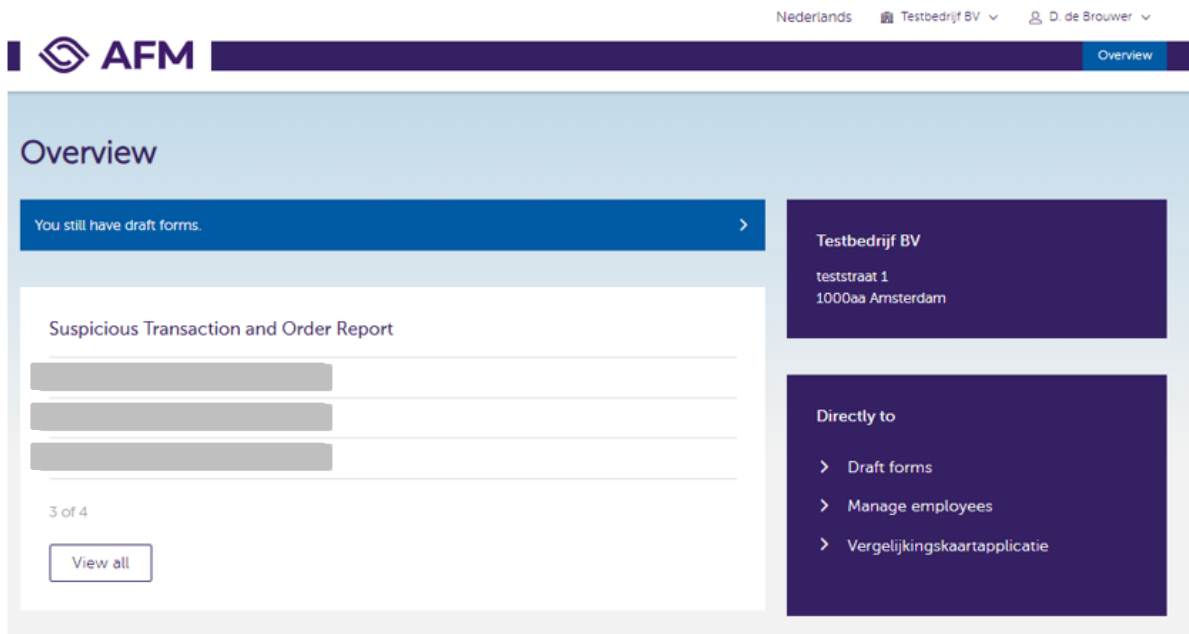 Nederlands
Testbedrijf BV
D. de Brouwer
AFM
Overview
Overview
You still have draft forms.
Suspicious Transaction and Order Report
3 of 4
View all
Testbedrijf BV
teststraat 1
1000aa Amsterdam
Directly to
Draft forms
Manage employees
Vergelijkingskaartapplicatie